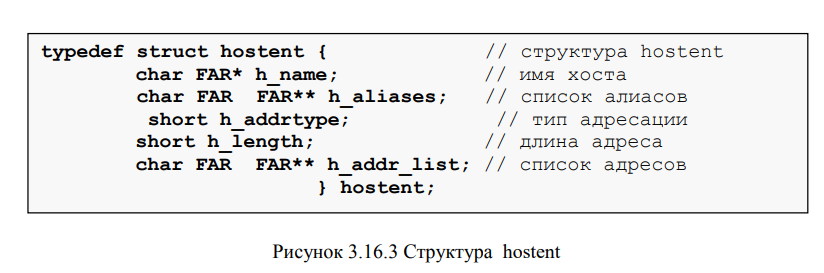 typedef struct hostent { // структура hostent
char FAR* h_name; // имя хоста
char FAR FAR** h_aliases; // список алиасов
short h_addrtype; // тип адресации
short h_length; // длина адреса
char FAR FAR** h_addr_list; // список адресов
} hostent;
Рисунок 3.16.3 Структура hostent